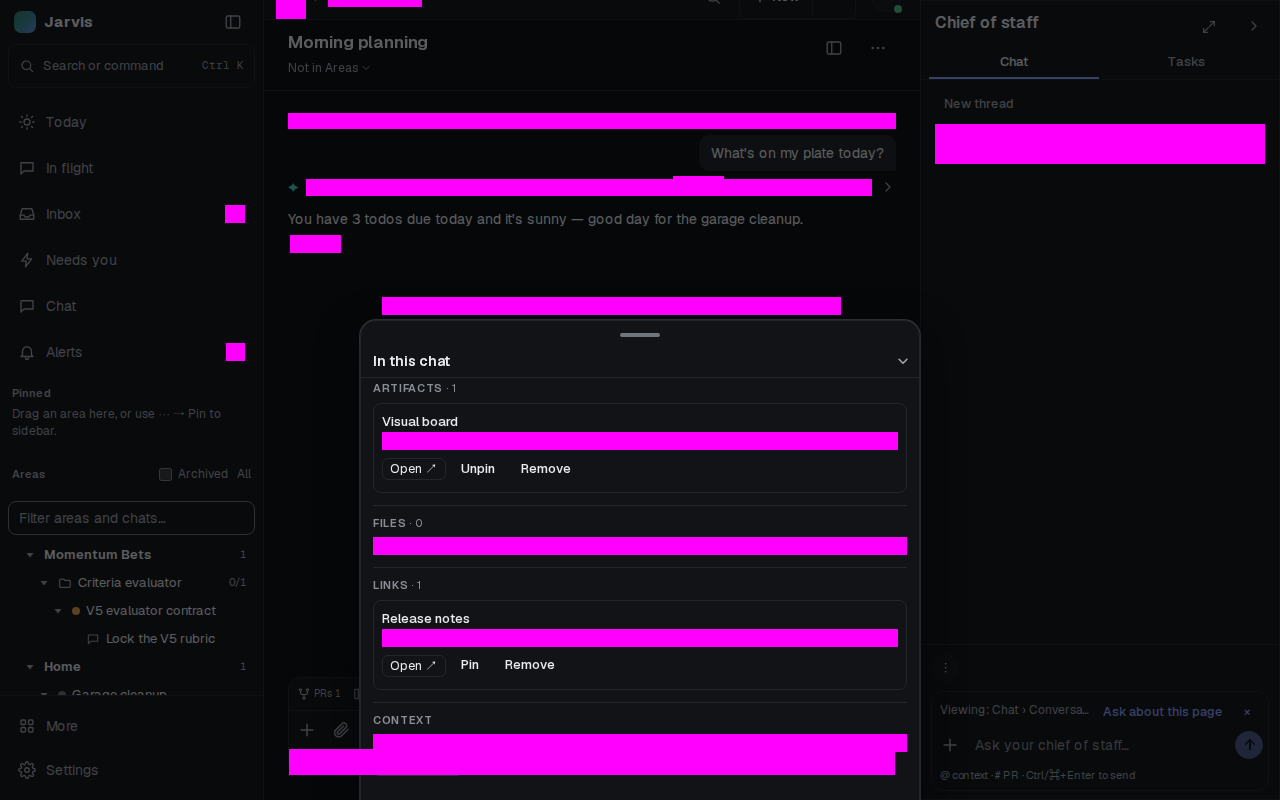 Jarvis
Search or command
Ctrl K
Today
In flight
Inbox
Needs you
Chat
Alerts
Pinned
Drag an area here, or use ··· → Pin to
sidebar.
Areas
Archived
All
Filter areas and chats…
Momentum Bets
1
Criteria evaluator
0/1
V5 evaluator contract
Lock the V5 rubric
Home
1
Garage cleanup
More
Settings
Morning planning
Not in Areas
What's on my plate today?
You have 3 todos due today and it's sunny — good day for the garage cleanup.
PRs 1
In this chat
ARTIFACTS · 1
Visual board
Open ↗
Unpin
Remove
FILES · 0
LINKS · 1
Release notes
Open ↗
Pin
Remove
CONTEXT
Chief of staff
Chat
Tasks
New thread
Viewing: Chat › Conversa…
Ask about this page
×
Ask your chief of staff…
@ context · # PR · Ctrl/⌘+Enter to send